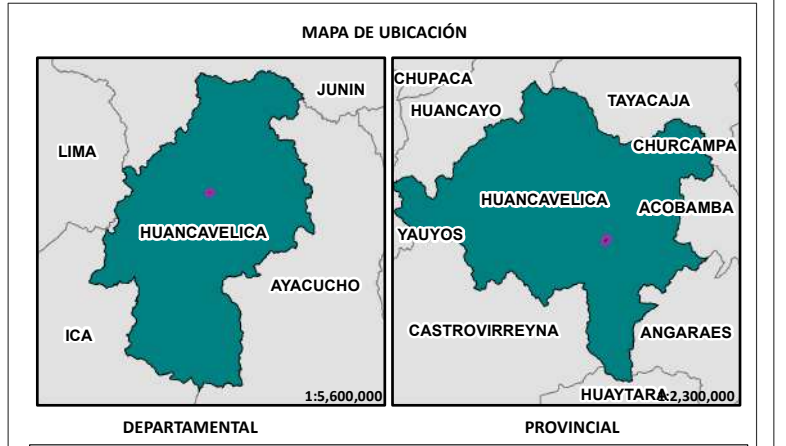 MAPA DE UBICACIÓN
JUNIN
LIMA
HUANCAVELICA
AYACUCHO
ICA
1:5,600,000
DEPARTAMENTAL
CHUPACA
HUANCAYO
TAYACAJA
CHURCAMPA
HUANCAVELICA
ACOBAMBA
YAUYOS
CASTROVIRREYNA
ANGARAES
HUAYTARA
1:2,300,000
PROVINCIAL